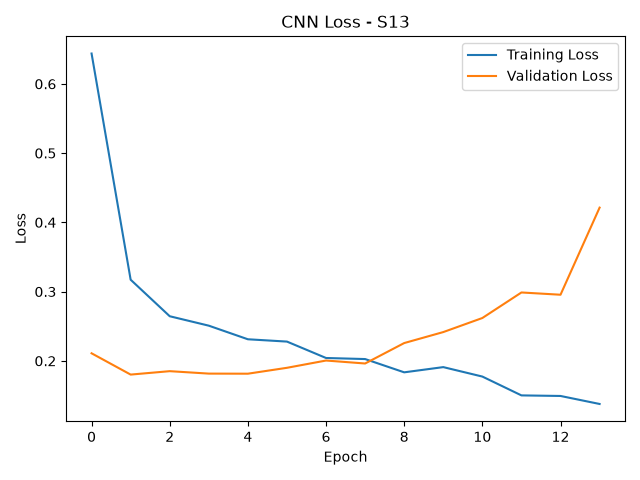 CNN Loss - S13
Training Loss
Validation Loss
0.6
0.5
0.4
0.3
0.2
Loss
0 2 4 6 8 10 12
Epoch